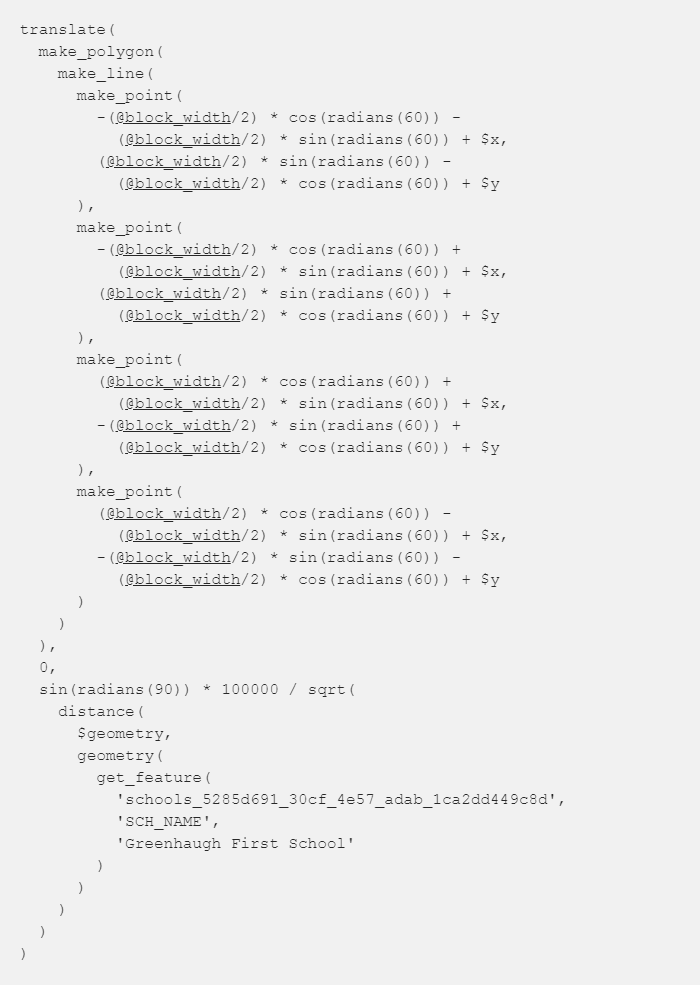 translate(
  make_polygon(
    make_line(
      make_point(
        -(@block_width/2) * cos(radians(60)) -
          (@block_width/2) * sin(radians(60)) + $x,
        (@block_width/2) * sin(radians(60)) -
          (@block_width/2) * cos(radians(60)) + $y
      ),
      make_point(
        -(@block_width/2) * cos(radians(60)) +
          (@block_width/2) * sin(radians(60)) + $x,
        (@block_width/2) * sin(radians(60)) +
          (@block_width/2) * cos(radians(60)) + $y
      ),
      make_point(
        (@block_width/2) * cos(radians(60)) +
          (@block_width/2) * sin(radians(60)) + $x,
        -(@block_width/2) * sin(radians(60)) +
          (@block_width/2) * cos(radians(60)) + $y
      ),
      make_point(
        (@block_width/2) * cos(radians(60)) -
          (@block_width/2) * sin(radians(60)) + $x,
        -(@block_width/2) * sin(radians(60)) -
          (@block_width/2) * cos(radians(60)) + $y
      )
    )
  ),
  0,
  sin(radians(90)) * 100000 / sqrt(
    distance(
      $geometry,
      geometry(
        get_feature(
          'schools_5285d691_30cf_4e57_adab_1ca2dd449c8d',
          'SCH_NAME',
          'Greenhaugh First School'
        )
      )
    )
  )
)